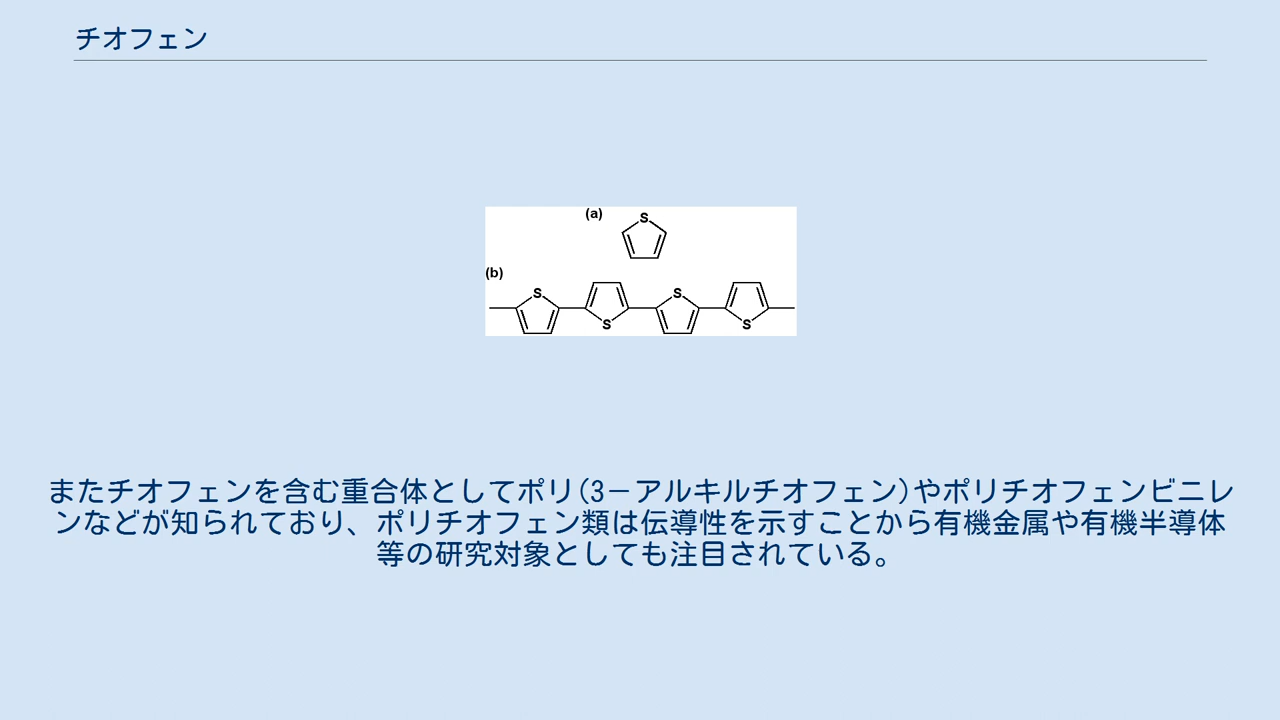 チオフェン
(a)
S
(b)
S
S
S
S
またチオフェンを含む重合体としてポリ(3－アルキルチオフェン)やポリチオフェンビニレ
ンなどが知られており、ポリチオフェン類は伝導性を示すことから有機金属や有機半導体
等の研究対象としても注目されている。